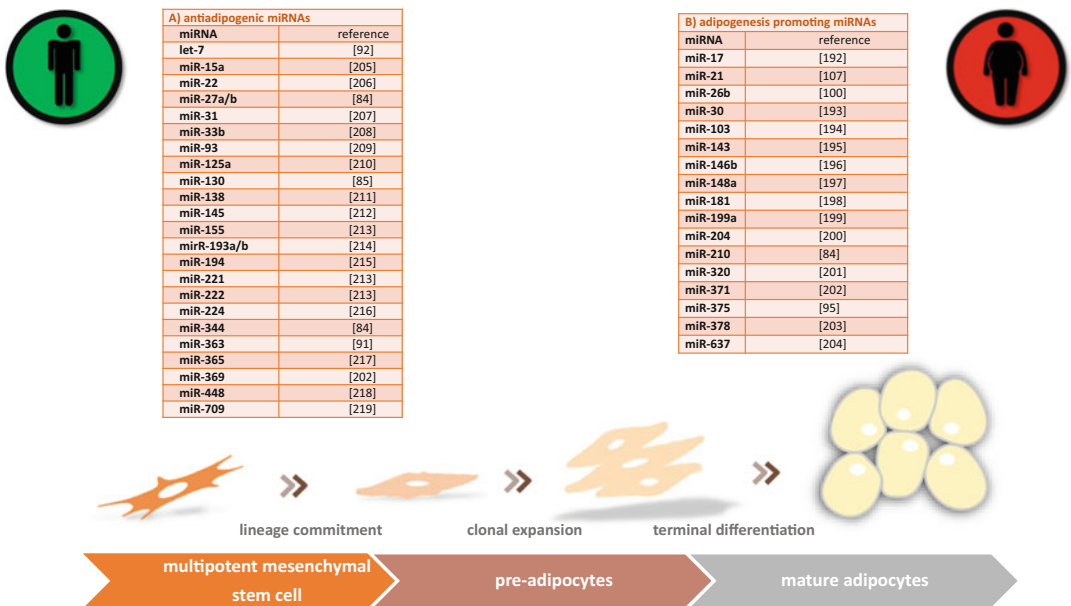 A) antiadipogenic miRNAs
miRNA reference
let-7 [92]
miR-15a [205]
miR-22 [206]
miR-27a/b [84]
miR-31 [207]
miR-33b [208]
miR-93 [209]
miR-125a [210]
miR-130 [85]
miR-138 [211]
miR-145 [212]
miR-155 [213]
mirR-193a/b [214]
miR-194 [215]
miR-221 [213]
miR-222 [213]
miR-224 [216]
miR-344 [84]
miR-363 [91]
miR-365 [217]
miR-369 [202]
miR-448 [218]
miR-709 [219]
B) adipogenesis promoting miRNAs
miRNA reference
miR-17 [192]
miR-21 [107]
miR-26b [100]
miR-30 [193]
miR-103 [194]
miR-143 [195]
miR-146b [196]
miR-148a [197]
miR-181 [198]
miR-199a [199]
miR-204 [200]
miR-210 [84]
miR-320 [201]
miR-371 [202]
miR-375 [95]
miR-378 [203]
miR-637 [204]
lineage commitment
clonal expansion
terminal differentiation
multipotent mesenchymal
stem cell
pre-adipocytes
mature adipocytes